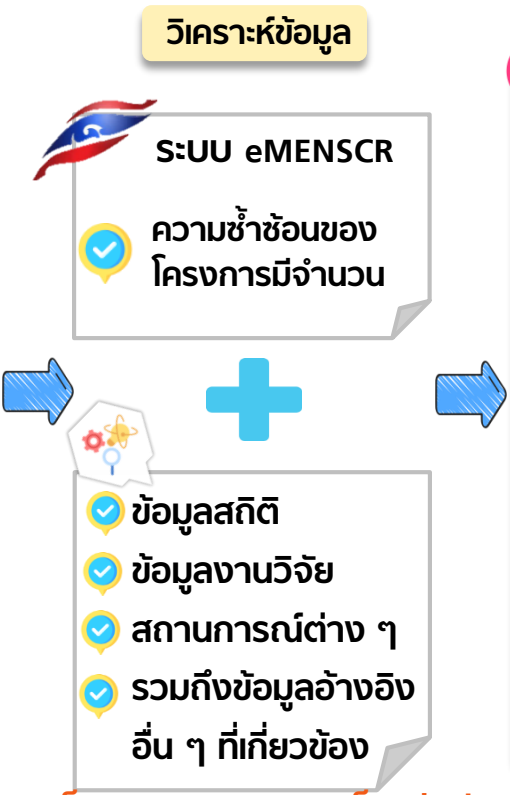 วิเคราะห์ข้อมูล
ระบบ eMENSCR
ความซ้ำซ้อนของ
โครงการมีจำนวน
ข้อมูลสถิติ
ข้อมูลงานวิจัย
สถานการณ์ต่าง ๆ
รวมถึงข้อมูลอ้างอิง
อื่น ๆ ที่เกี่ยวข้อง